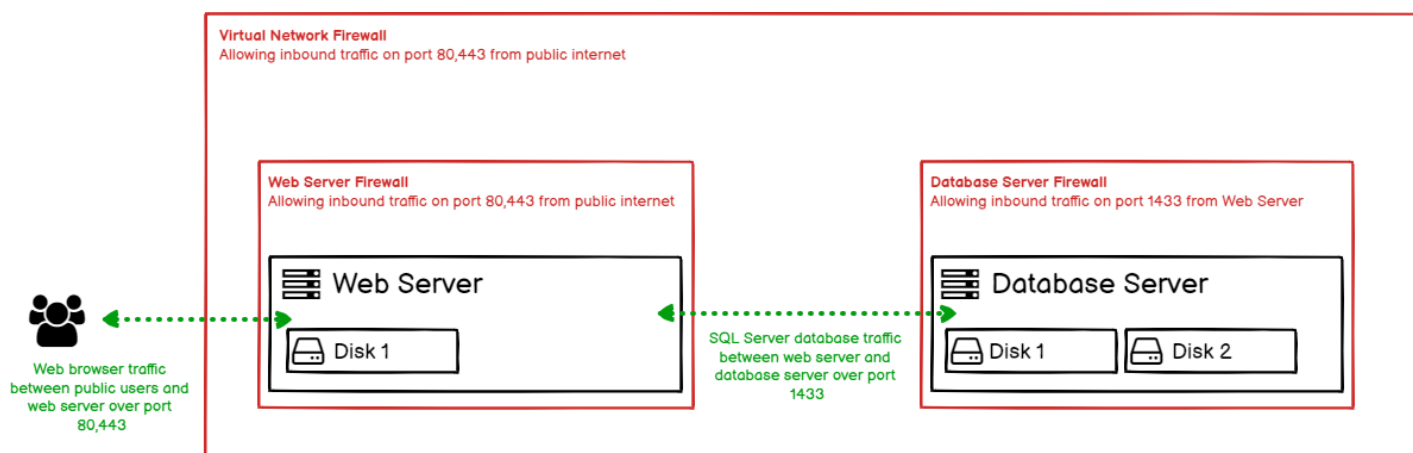 Virtual Network Firewall
Allowing inbound traffic on port 80,443 from public internet
Web Server Firewall
Allowing inbound traffic on port 80,443 from public internet
Database Server Firewall
Allowing inbound traffic on port 1433 from Web Server
Web Server
Disk 1
Database Server
Disk 1
Disk 2
Web browser traffic
between public users and
web server over port
80,443
SQL Server database traffic
between web server and
database server over port
1433